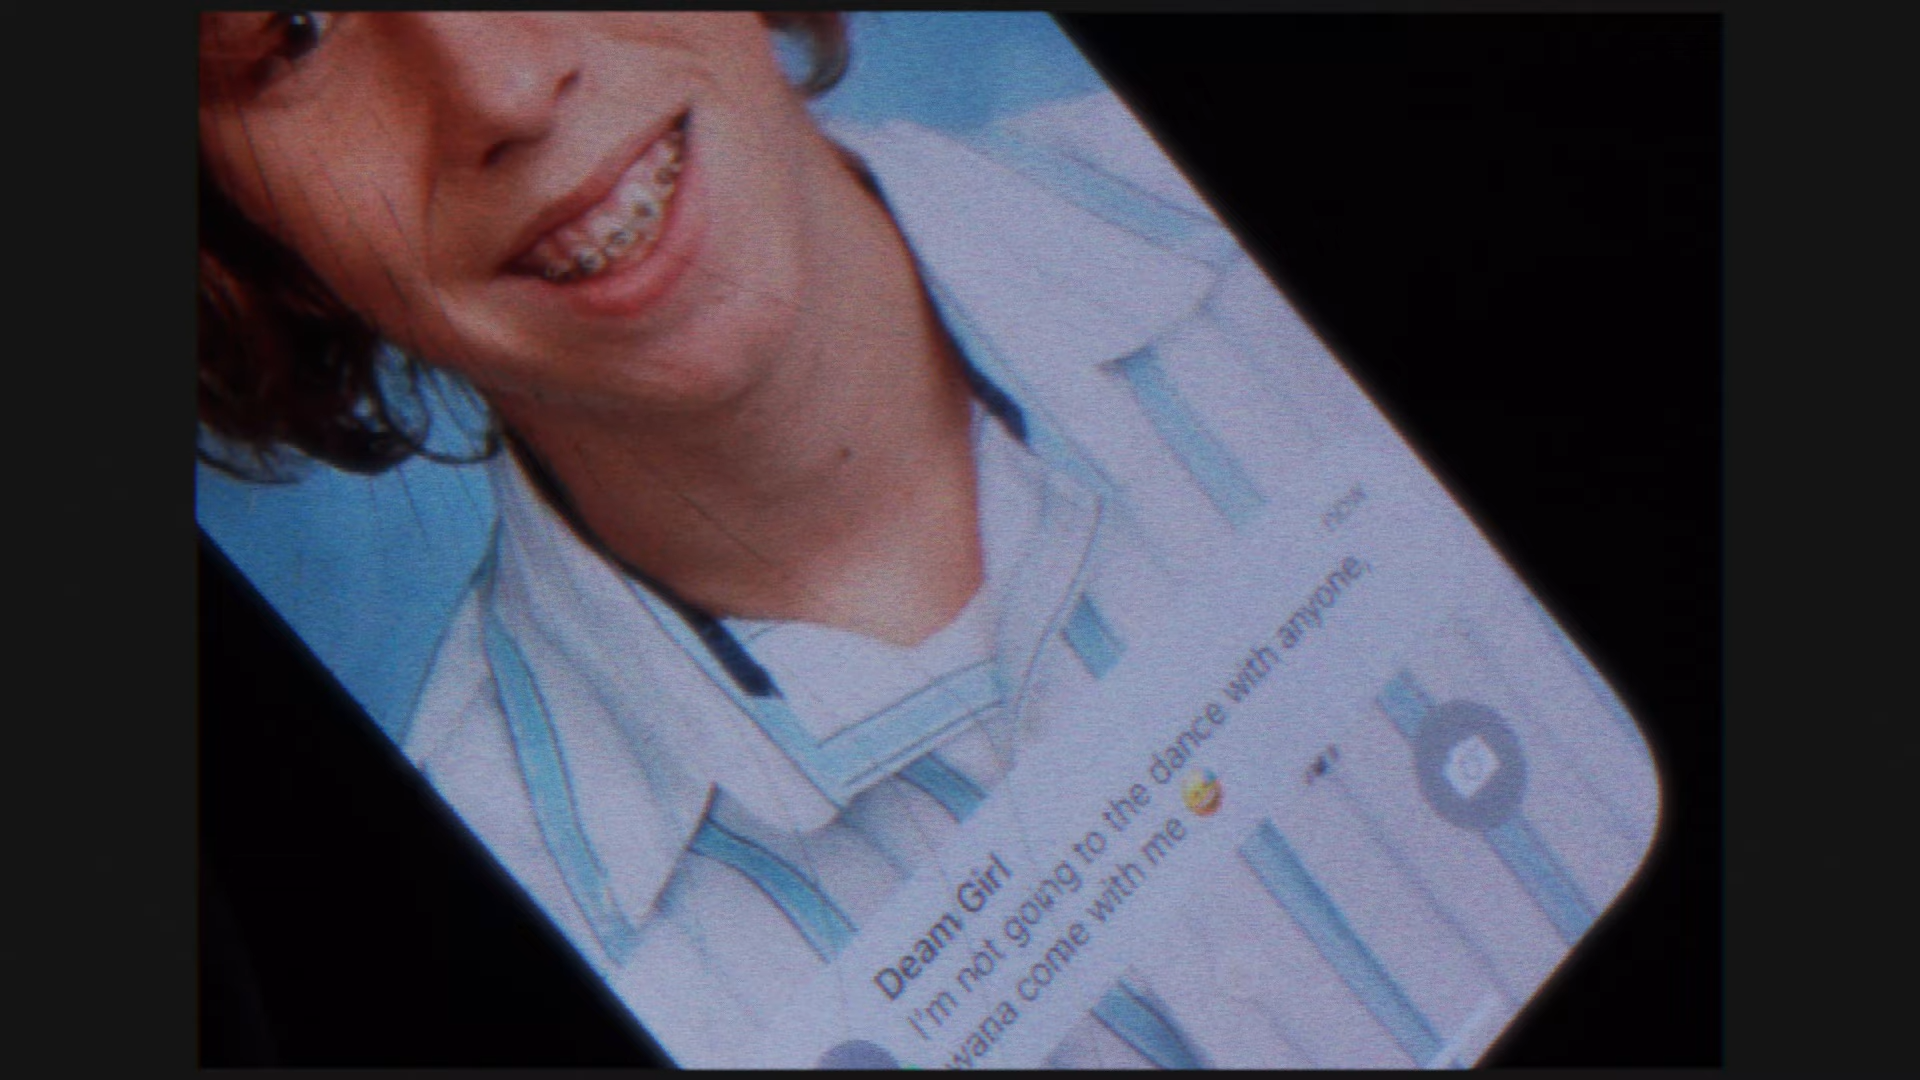 now
Deam Girl
I'm not going to the dance with anyone,
wana come with me 😅